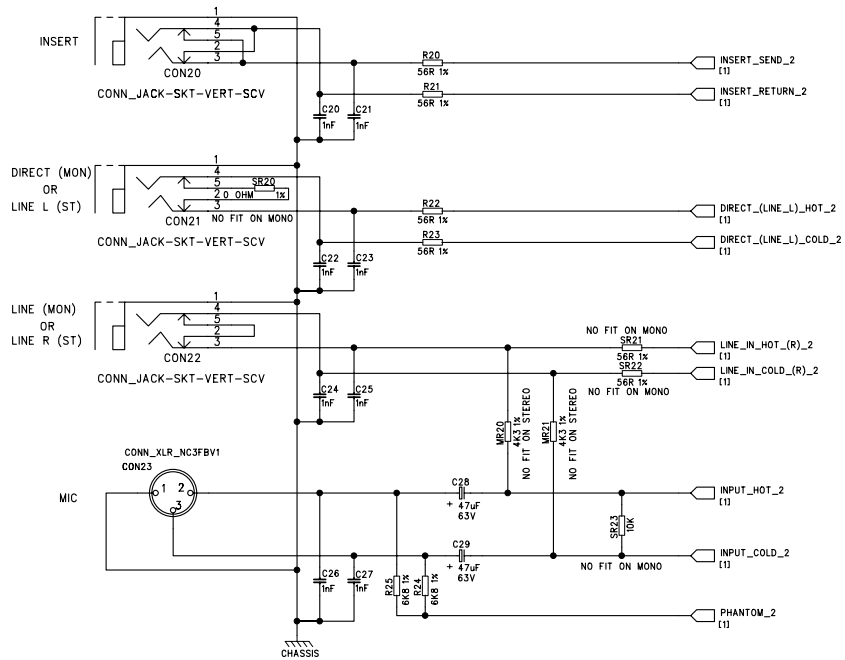 INSERT
1
4
5
2
3
CON20
CONN_JACK-SKT-VERT-SCV
C20
1nF
C21
1nF
R20
56R 1%
R21
56R 1%
INSERT_SEND_2
[1]
INSERT_RETURN_2
[1]
DIRECT (MON)
OR
LINE L (ST)
1
4
5
2
3
SR20
0 OHM 1%
NO FIT ON MONO
CON21
CONN_JACK-SKT-VERT-SCV
C22
1nF
C23
1nF
R22
56R 1%
R23
56R 1%
DIRECT_(LINE_L)_HOT_2
[1]
DIRECT_(LINE_L)_COLD_2
[1]
LINE (MON)
OR
LINE R (ST)
1
4
5
2
3
CON22
CONN_JACK-SKT-VERT-SCV
C24
1nF
C25
1nF
NO FIT ON MONO
SR21
56R 1%
SR22
56R 1%
NO FIT ON MONO
LINE_IN_HOT_(R)_2
[1]
LINE_IN_COLD_(R)_2
[1]
MR20
4K3 1%
NO FIT ON STEREO
MR21
4K3 1%
NO FIT ON STEREO
MIC
CONN_XLR_NC3FBV1
CON23
1
2
3
C26
1nF
C27
1nF
C28
+ 47uF
63V
C29
+ 47uF
63V
R25
6K8 1%
R24
6K8 1%
SR23
10K
NO FIT ON MONO
INPUT_HOT_2
[1]
INPUT_COLD_2
[1]
PHANTOM_2
[1]
CHASSIS